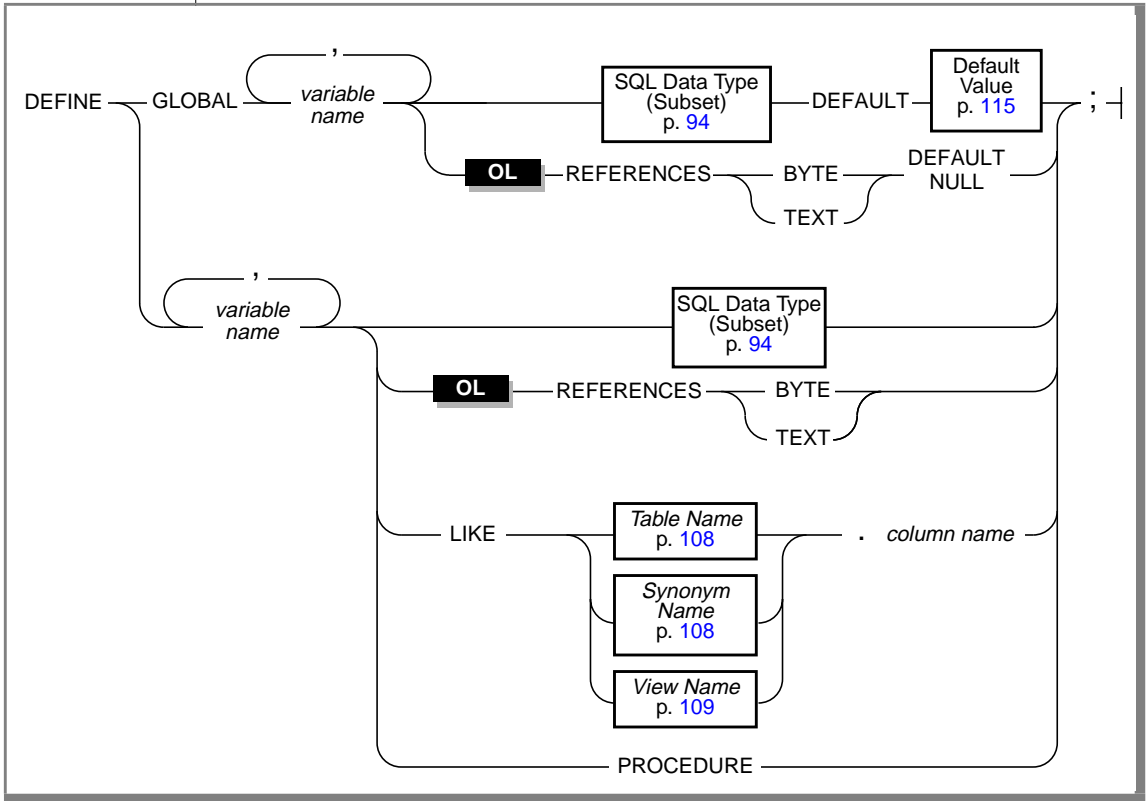 ,
DEFINE GLOBAL variable name SQL Data Type (Subset) p. 94 DEFAULT Default Value p. 115 ;
OL REFERENCES BYTE TEXT DEFAULT NULL
,
variable name SQL Data Type (Subset) p. 94
OL REFERENCES BYTE TEXT
LIKE Table Name p. 108 . column name
Synonym Name p. 108
View Name p. 109
PROCEDURE